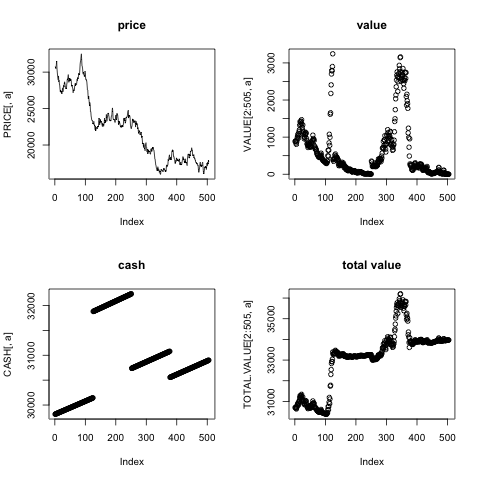 price
PRICE[, a]
20000 25000 30000
0 100 200 300 400 500
Index
value
VALUE[2:505, a]
0 1000 2000 3000
0 100 200 300 400 500
Index
cash
CASH[, a]
30000 31000 32000
0 100 200 300 400 500
Index
total value
TOTAL.VALUE[2:505, a]
31000 33000 35000
0 100 200 300 400 500
Index